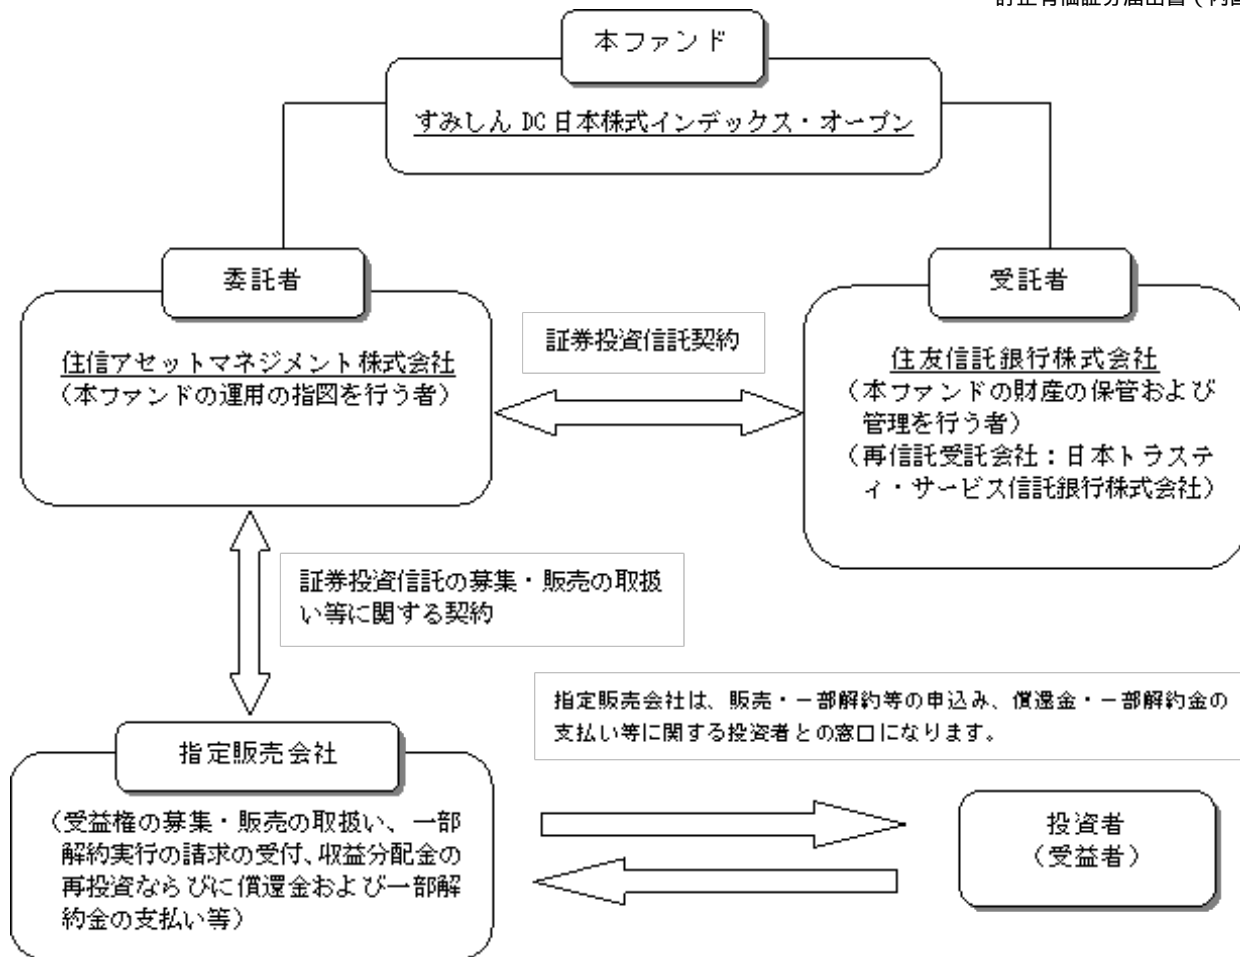 本ファンド
すみしん DC 日本株式インデックス・オープン
委託者
受託者
住信アセットマネジメント株式会社
（本ファンドの運用の指図を行う者）
証券投資信託契約
住友信託銀行株式会社
（本ファンドの財産の保管および
管理を行う者）
（再信託受託会社：日本トラステ
ィ・サービス信託銀行株式会社）
証券投資信託の募集・販売の取扱
い等に関する契約
指定販売会社は、販売・一部解約等の申込み、償還金・一部解約金の
支払い等に関する投資者との窓口になります。
指定販売会社
（受益権の募集・販売の取扱い、一部
解約実行の請求の受付、収益分配金の
再投資ならびに償還金および一部解
約金の支払い等）
投資者
（受益者）